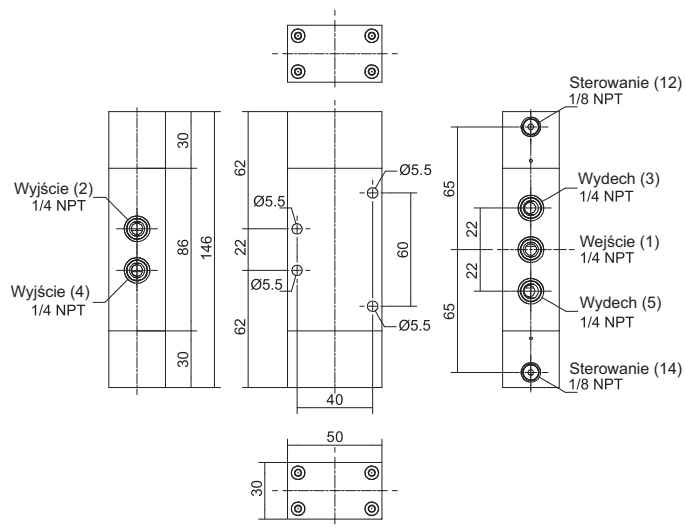 Sterowanie (12)
1/8 NPT
Wydech (3)
1/4 NPT
Wejście (1)
1/4 NPT
Wydech (5)
1/4 NPT
Sterowanie (14)
1/8 NPT
65
22
22
65
Wyjście (2)
1/4 NPT
Wyjście (4)
1/4 NPT
30
86
146
30
62
22
62
Ø5.5
Ø5.5
Ø5.5
Ø5.5
60
40
50
30